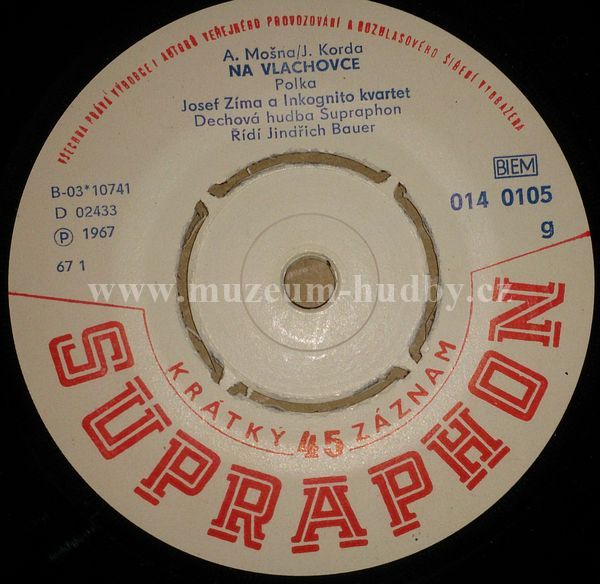 VŠECHNA PRÁVA VÝROBCE I AUTORŮ VEŘEJNÉHO PROVOZOVÁNÍ A ROZHLASOVÉHO ŠÍŘENÍ VYHRAZENA
A. Mošna/J. Korda
NA VLACHOVCE
Polka
Josef Zíma a Inkognito kvartet
Dechová hudba Supraphon
Řídí Jindřich Bauer
B-03*10741
D 02433
Ⓟ 1967
67 1
BIEM
014 0105
g
www.muzeum-hudby.cz
KRÁTKÝ 45 ZÁZNAM
SUPRAPHON